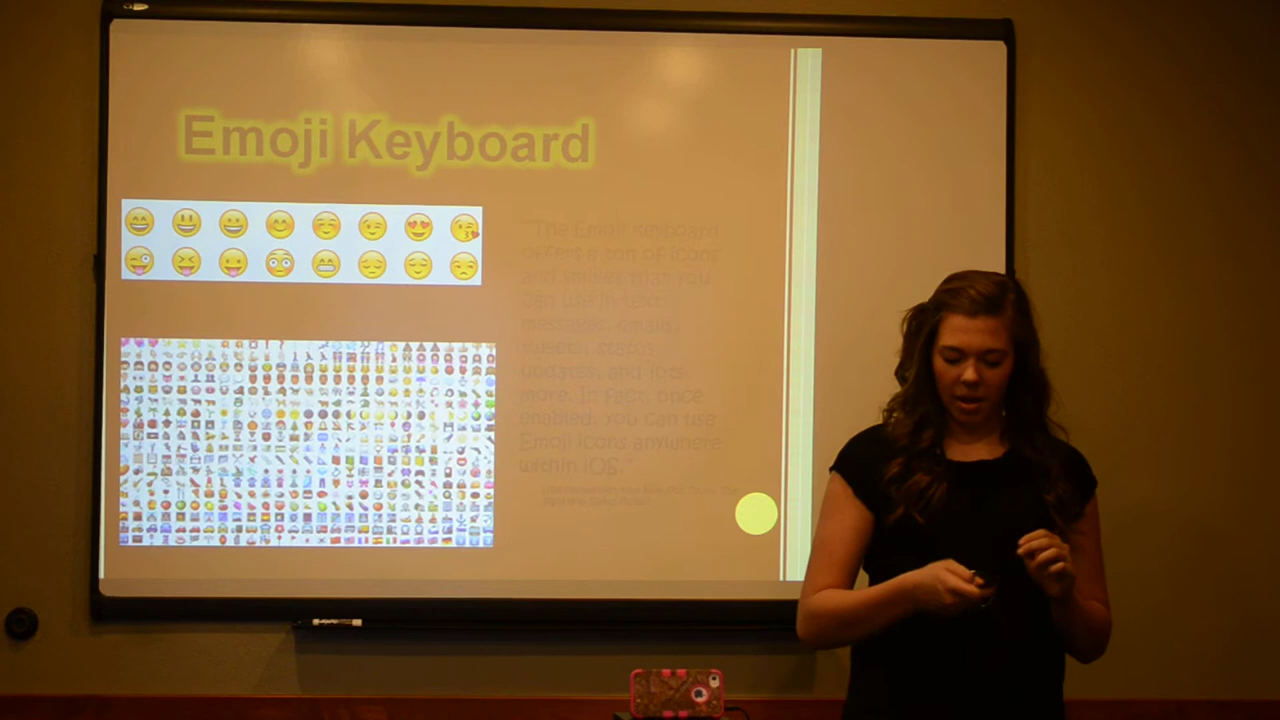 Emoji Keyboard
"The Emoji Keyboard
offers a ton of icons
and smiles that you
can use in text
messages, emails,
tweets, status
updates, and lots
more. In fact, once
enabled, you can use
Emoji icons anywhere
within iOS."